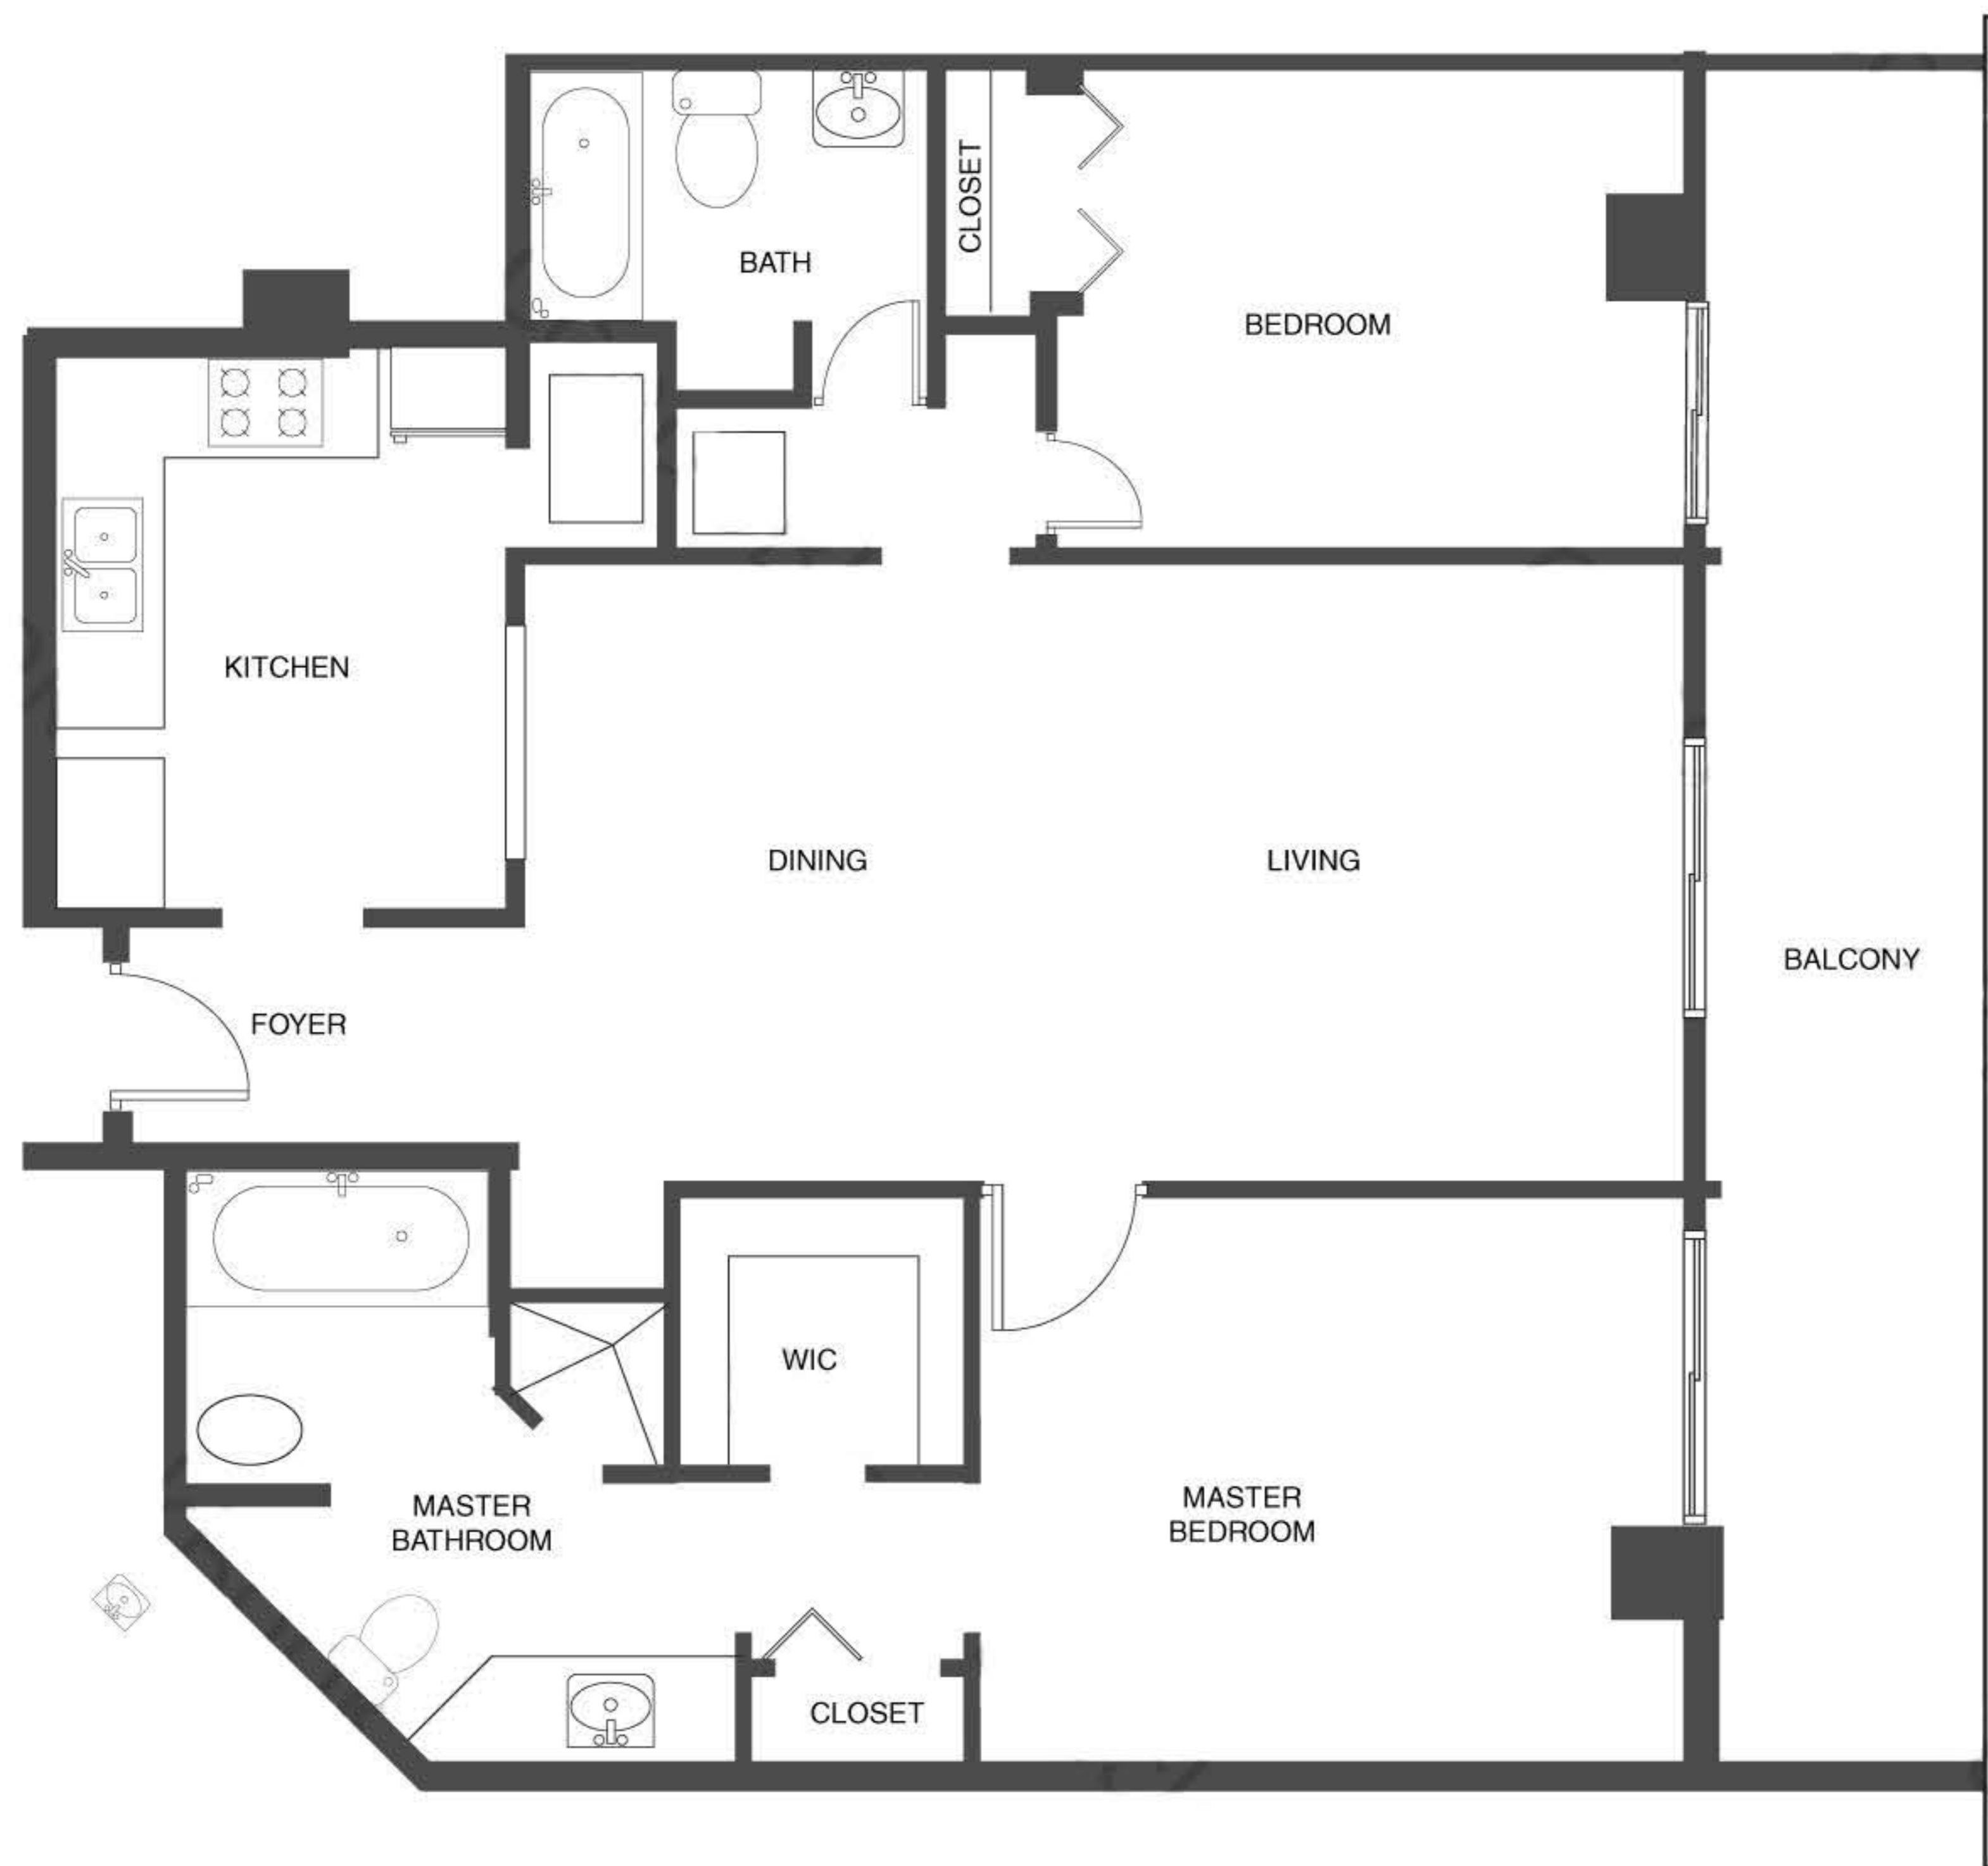 CLOSET
BATH
BEDROOM
KITCHEN
DINING
LIVING
BALCONY
FOYER
WIC
MASTER
BATHROOM
MASTER
BEDROOM
CLOSET